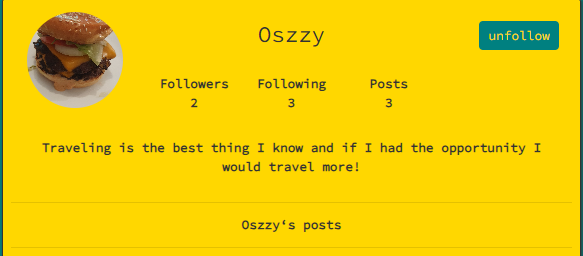 Oszzy
unfollow
Followers Following Posts
2 3 3
Traveling is the best thing I know and if I had the opportunity I
would travel more!
Oszzy‘s posts